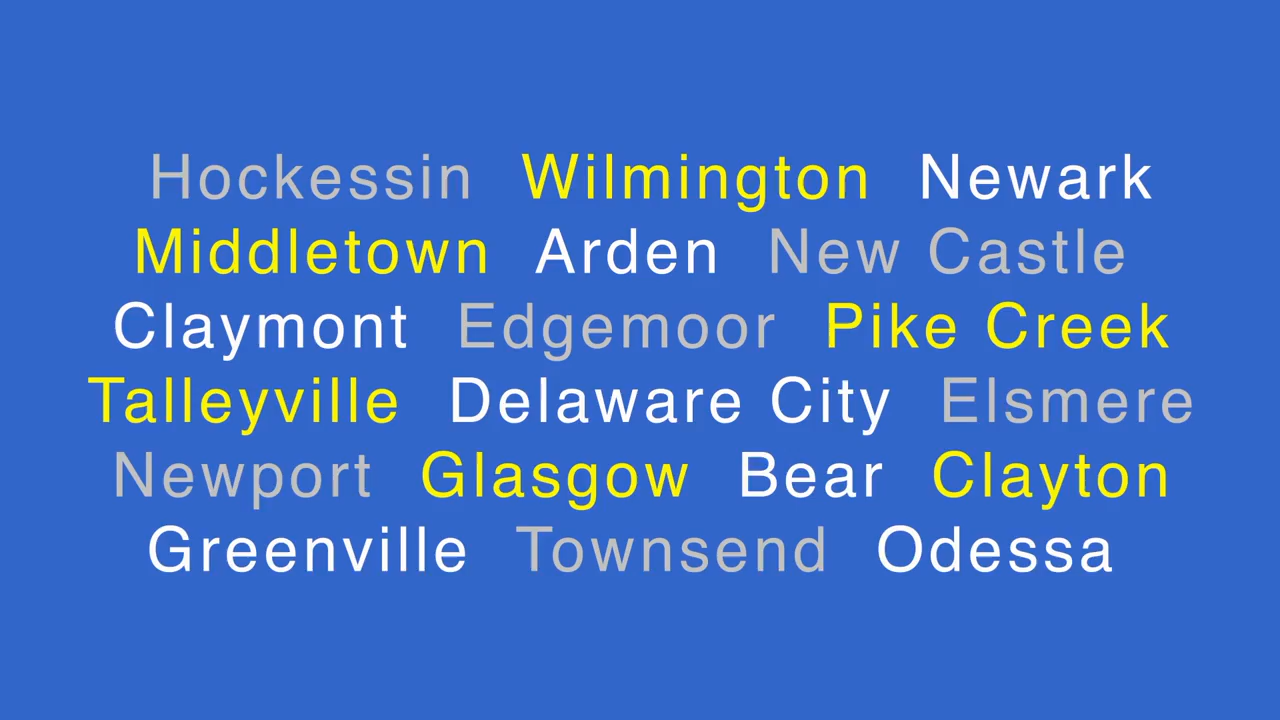 Hockessin Wilmington Newark
Middletown Arden New Castle
Claymont Edgemoor Pike Creek
Talleyville Delaware City Elsmere
Newport Glasgow Bear Clayton
Greenville Townsend Odessa